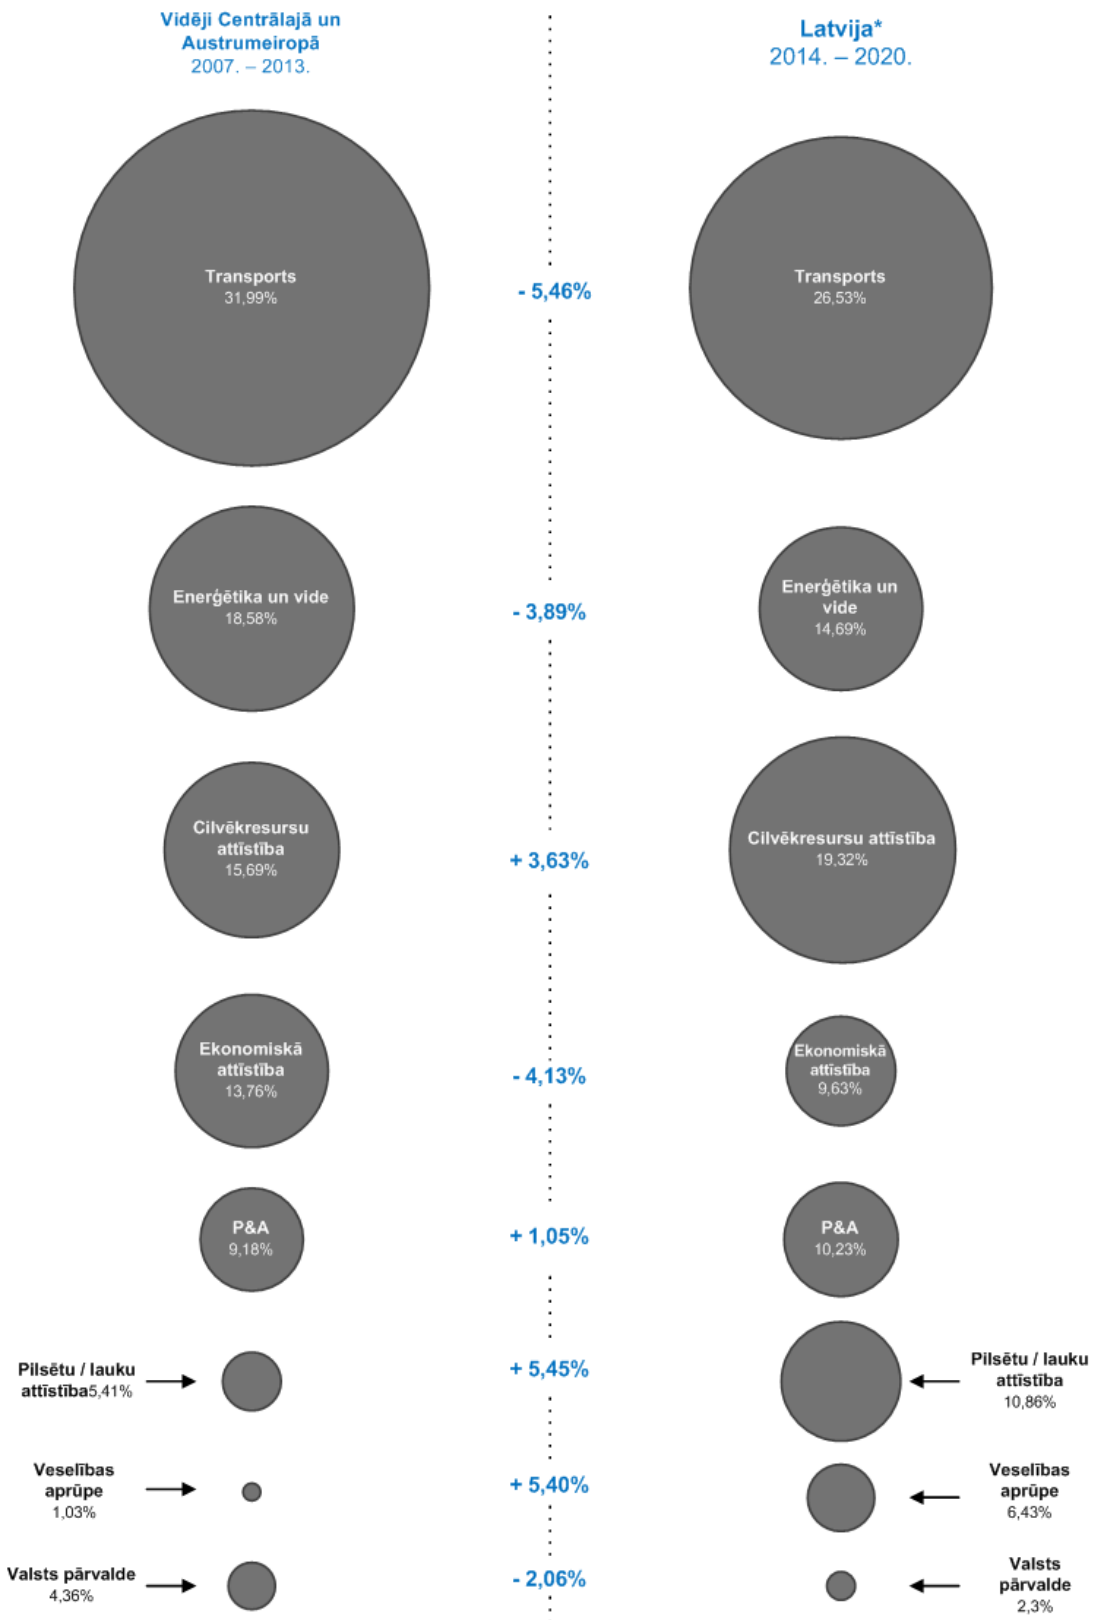 Vidēji Centrālajā un
Austrumeiropā
2007. – 2013.
Latvija*
2014. – 2020.
Transports
31,99%
- 5,46%
Transports
26,53%
Enerģētika un vide
18,58%
- 3,89%
Enerģētika un
vide
14,69%
Cilvēkresursu
attīstība
15,69%
+ 3,63%
Cilvēkresursu attīstība
19,32%
Ekonomiskā
attīstība
13,76%
- 4,13%
Ekonomiskā
attīstība
9,63%
P&A
9,18%
+ 1,05%
P&A
10,23%
Pilsētu / lauku
attīstība5,41%
+ 5,45%
Pilsētu / lauku
attīstība
10,86%
Veselības
aprūpe
1,03%
+ 5,40%
Veselības
aprūpe
6,43%
Valsts pārvalde
4,36%
- 2,06%
Valsts
pārvalde
2,3%